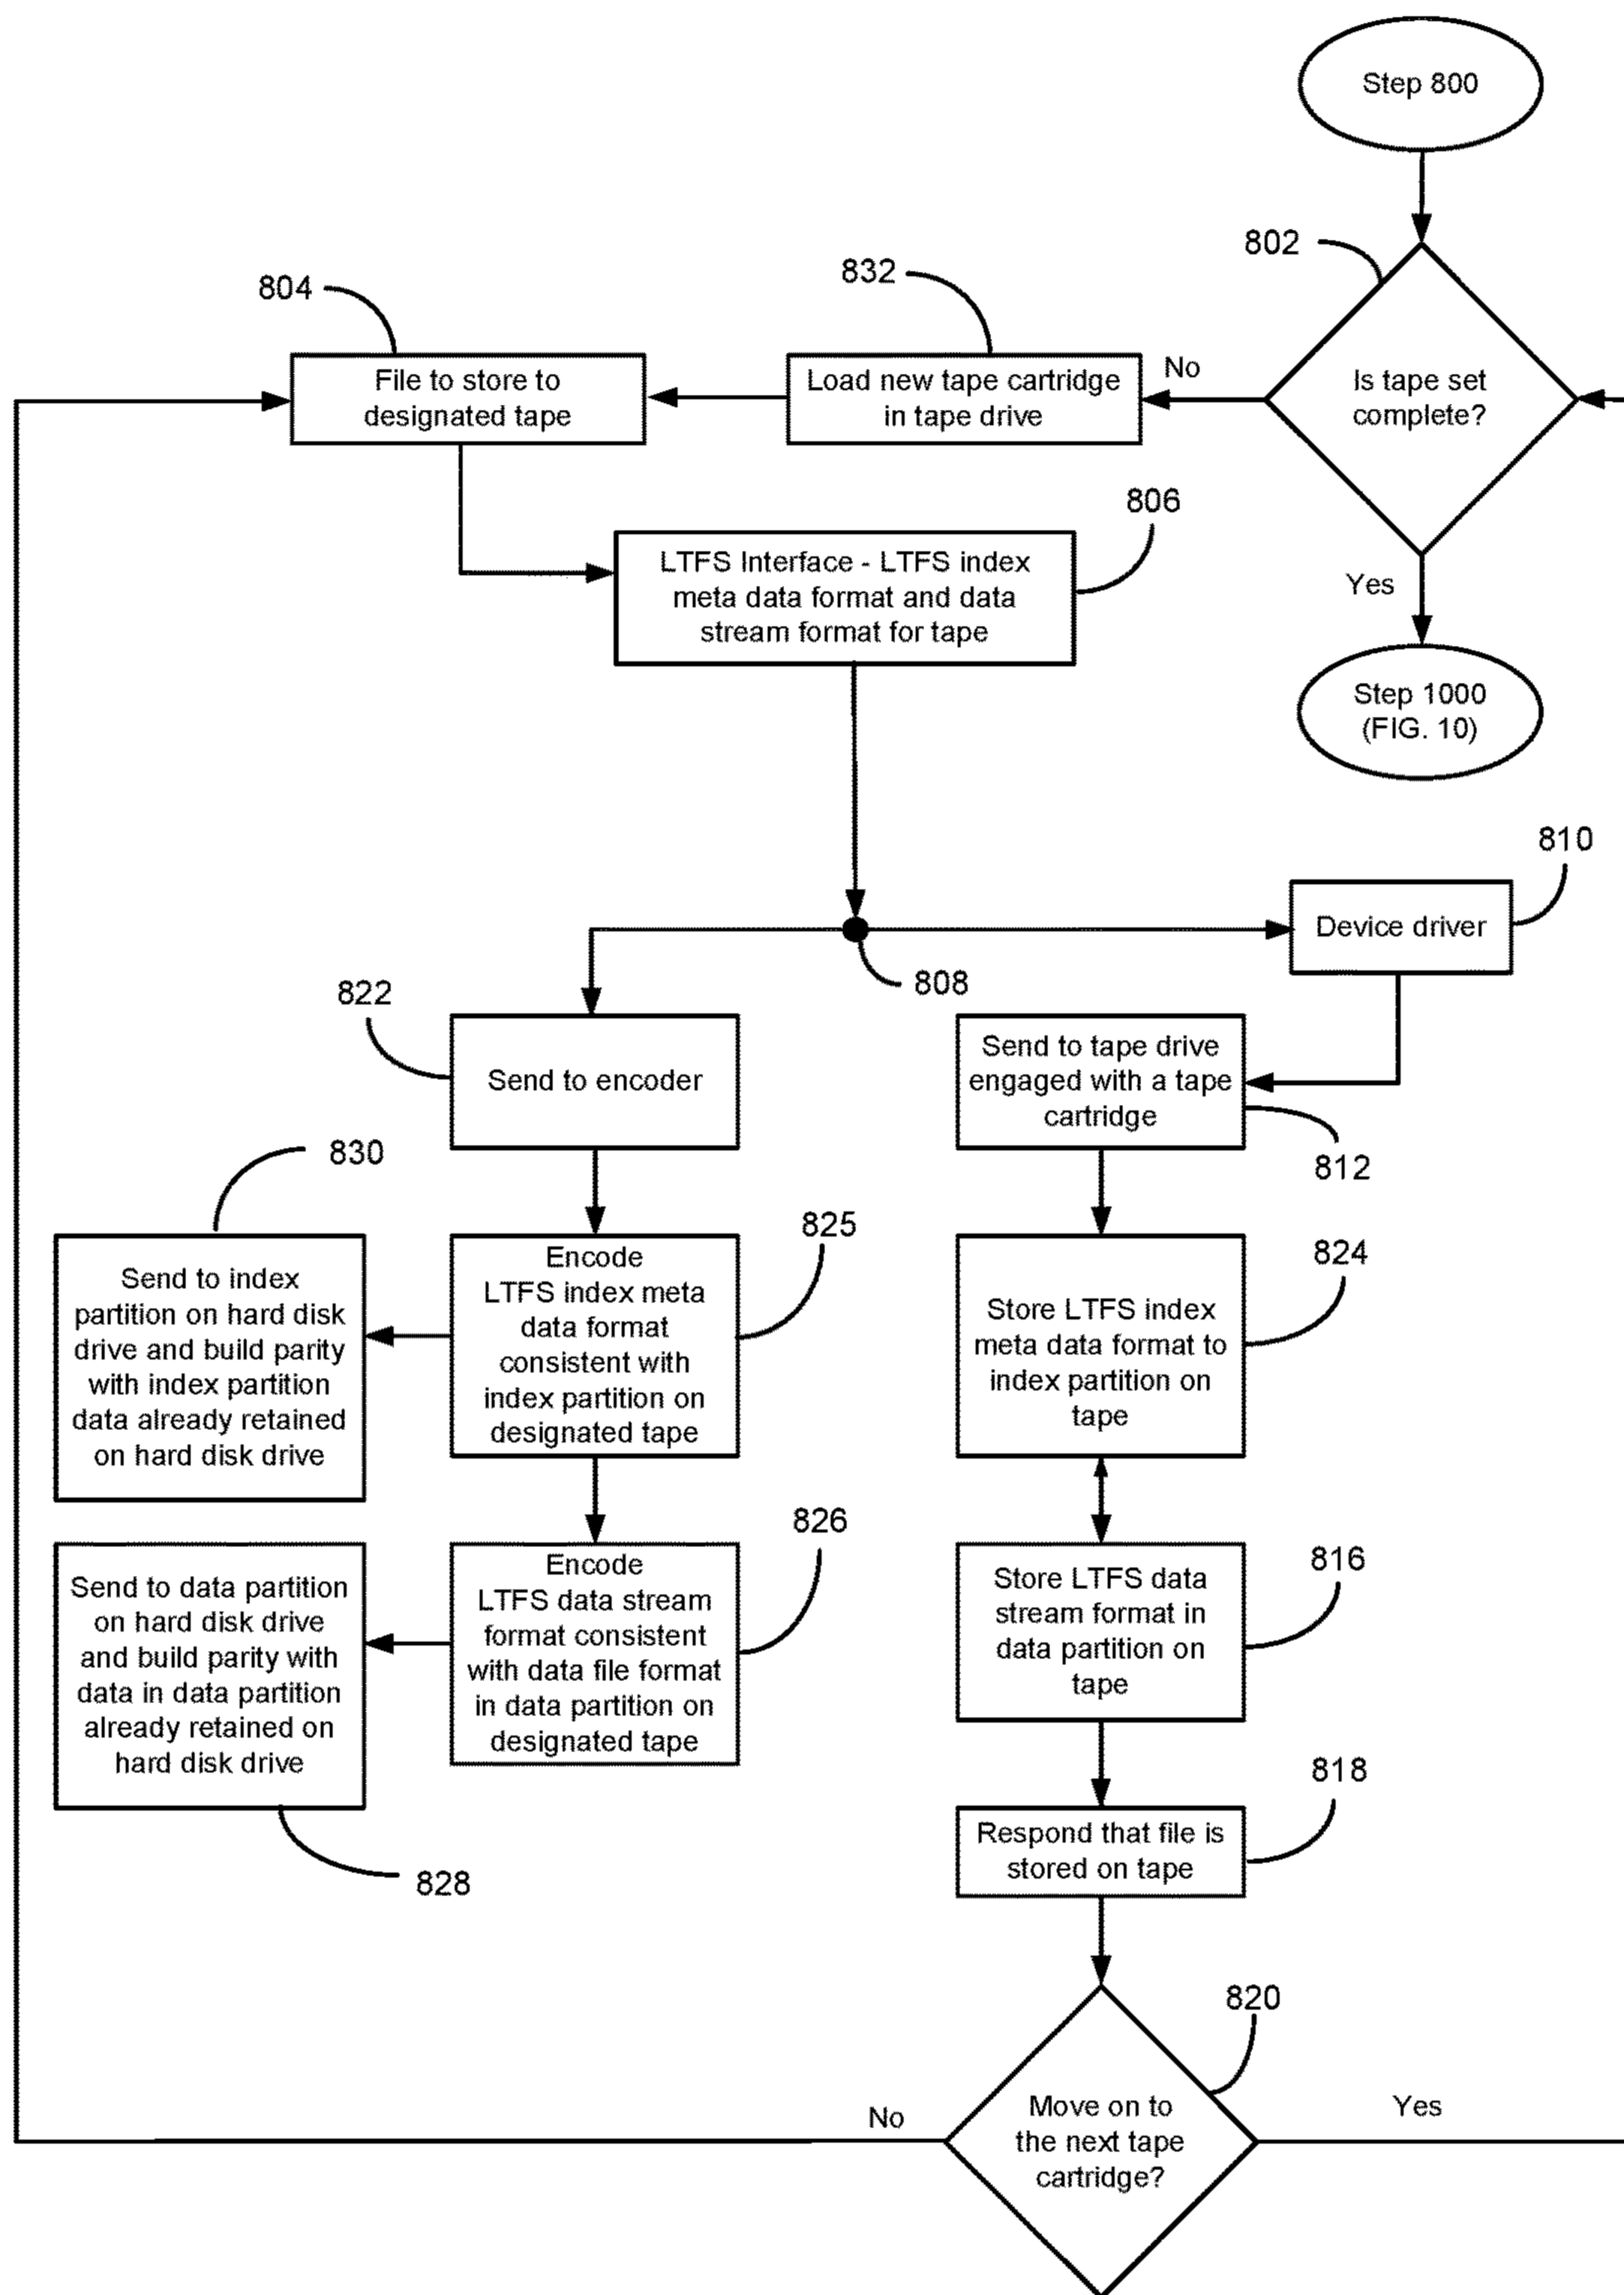 Step 800
802
Is tape set
complete?
No
Yes
Step 1000
(FIG. 10)
832
Load new tape cartridge
in tape drive
804
File to store to
designated tape
806
LTFS Interface - LTFS index
meta data format and data
stream format for tape
808
810
Device driver
822
Send to encoder
Send to tape drive
engaged with a tape
cartridge
812
830
Send to index
partition on hard disk
drive and build parity
with index partition
data already retained
on hard disk drive
825
Encode
LTFS index meta
data format
consistent with
index partition on
designated tape
824
Store LTFS index
meta data format to
index partition on
tape
Send to data partition
on hard disk drive
and build parity with
data in data partition
already retained on
hard disk drive
828
826
Encode
LTFS data stream
format consistent
with data file format
in data partition on
designated tape
816
Store LTFS data
stream format in
data partition on
tape
818
Respond that file is
stored on tape
820
Move on to
the next tape
cartridge?
No
Yes